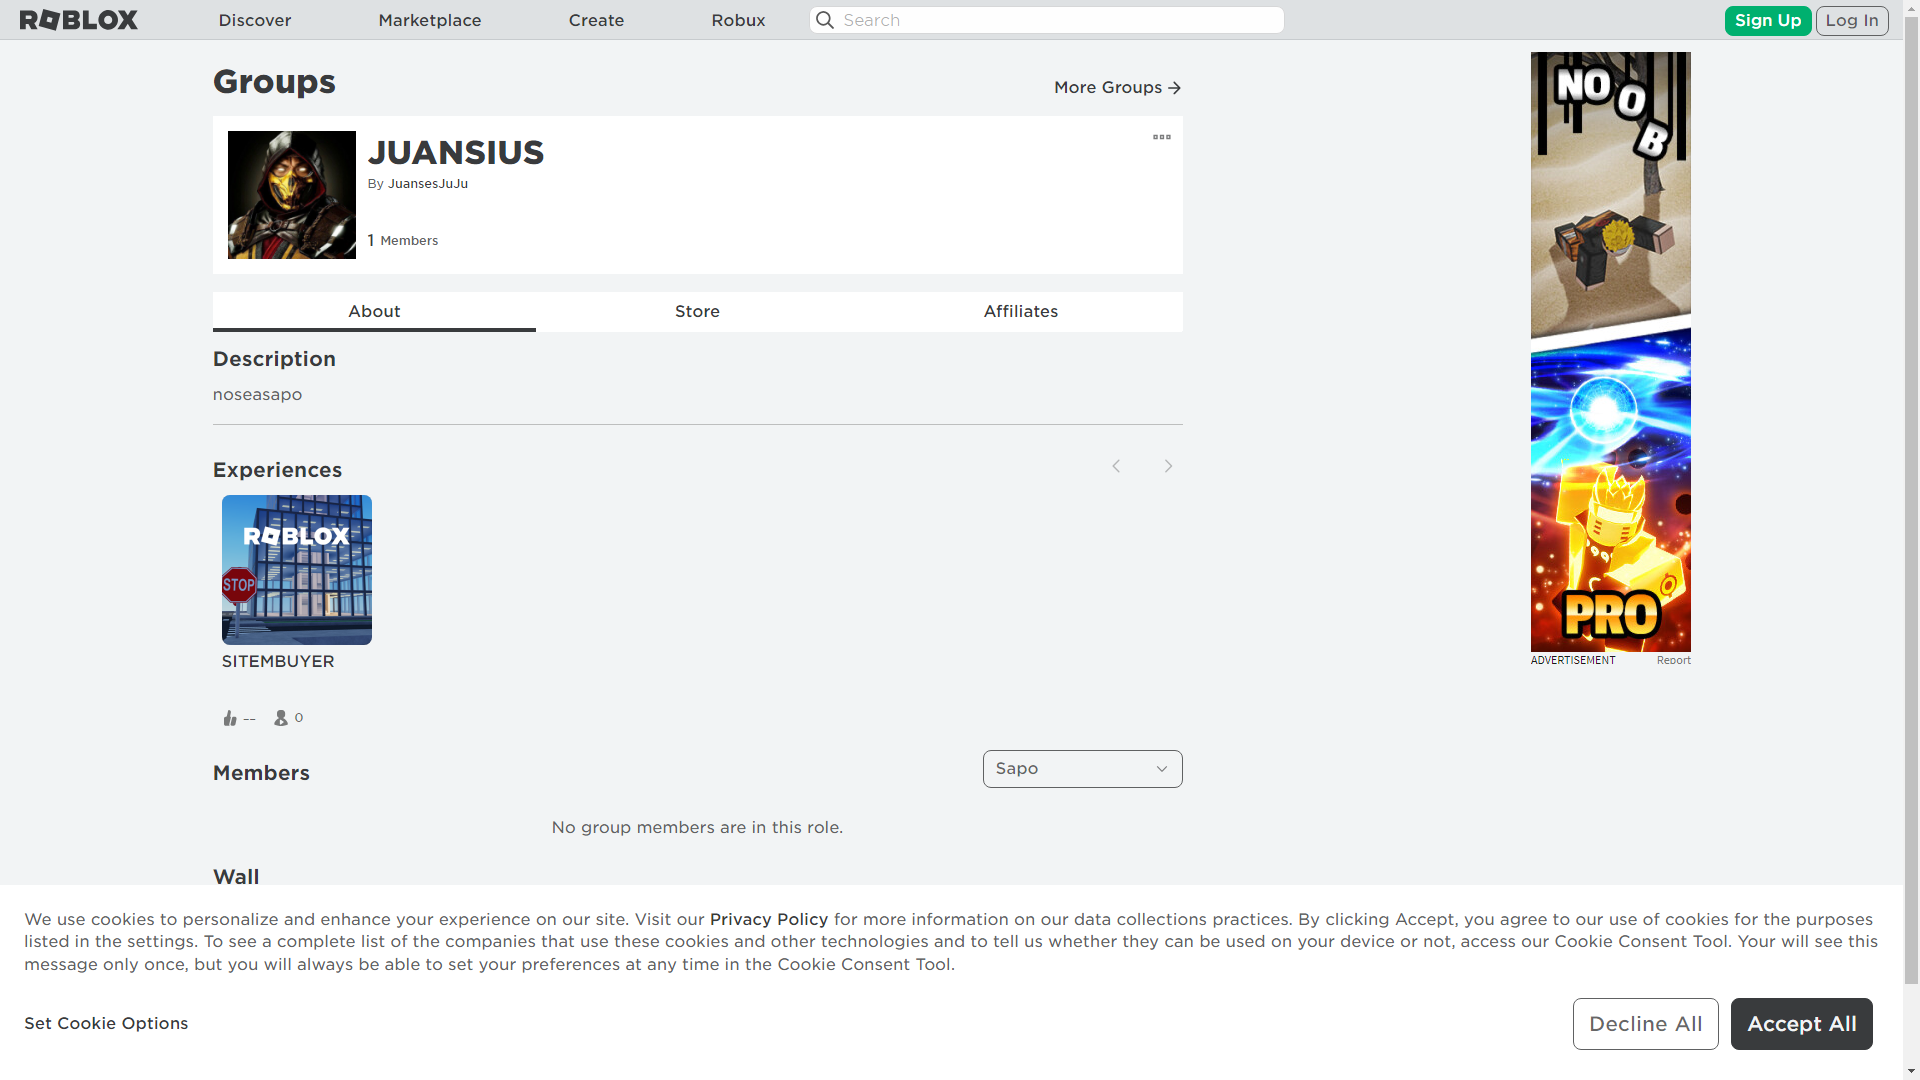 ROBLOX
Discover
Marketplace
Create
Robux
Search
Sign Up
Log In
Groups
More Groups
JUANSIUS
By JuansesJuJu
1 Members
About
Store
Affiliates
Description
noseasapo
Experiences
ROBLOX
STOP
SITEMBUYER
--
0
Members
Sapo
No group members are in this role.
Wall
NOOB
PRO
ADVERTISEMENT
Report
We use cookies to personalize and enhance your experience on our site. Visit our Privacy Policy for more information on our data collections practices. By clicking Accept, you agree to our use of cookies for the purposes
listed in the settings. To see a complete list of the companies that use these cookies and other technologies and to tell us whether they can be used on your device or not, access our Cookie Consent Tool. Your will see this
message only once, but you will always be able to set your preferences at any time in the Cookie Consent Tool.
Set Cookie Options
Decline All
Accept All